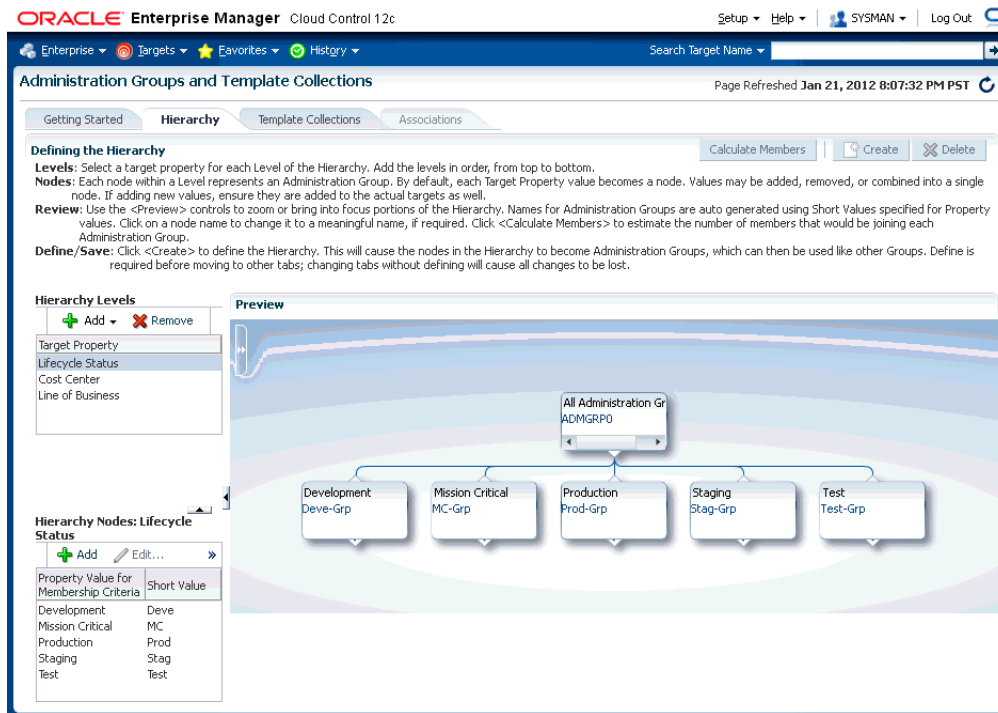 ORACLE Enterprise Manager Cloud Control 12c
Setup Help SYSMAN Log Out
Enterprise Targets Favorites History Search Target Name
Administration Groups and Template Collections
Page Refreshed Jan 21, 2012 8:07:32 PM PST
Getting Started Hierarchy Template Collections Associations
Defining the Hierarchy
Calculate Members Create Delete
Levels: Select a target property for each Level of the Hierarchy. Add the levels in order, from top to bottom.
Nodes: Each node within a Level represents an Administration Group. By default, each Target Property value becomes a node. Values may be added, removed, or combined into a single
node. If adding new values, ensure they are added to the actual targets as well.
Review: Use the <Preview> controls to zoom or bring into focus portions of the Hierarchy. Names for Administration Groups are auto generated using Short Values specified for Property
values. Click on a node name to change it to a meaningful name, if required. Click <Calculate Members> to estimate the number of members that would be joining each
Administration Group.
Define/Save: Click <Create> to define the Hierarchy. This will cause the nodes in the Hierarchy to become Administration Groups, which can then be used like other Groups. Define is
required before moving to other tabs; changing tabs without defining will cause all changes to be lost.
Hierarchy Levels
Add Remove
Target Property
Lifecycle Status
Cost Center
Line of Business
Hierarchy Nodes: Lifecycle
Status
Add Edit...
Property Value for
Membership Criteria
Short Value
Development Deve
Mission Critical MC
Production Prod
Staging Stag
Test Test
Preview
All Administration Gr
ADMGRP0
Development
Deve-Grp
Mission Critical
MC-Grp
Production
Prod-Grp
Staging
Stag-Grp
Test
Test-Grp